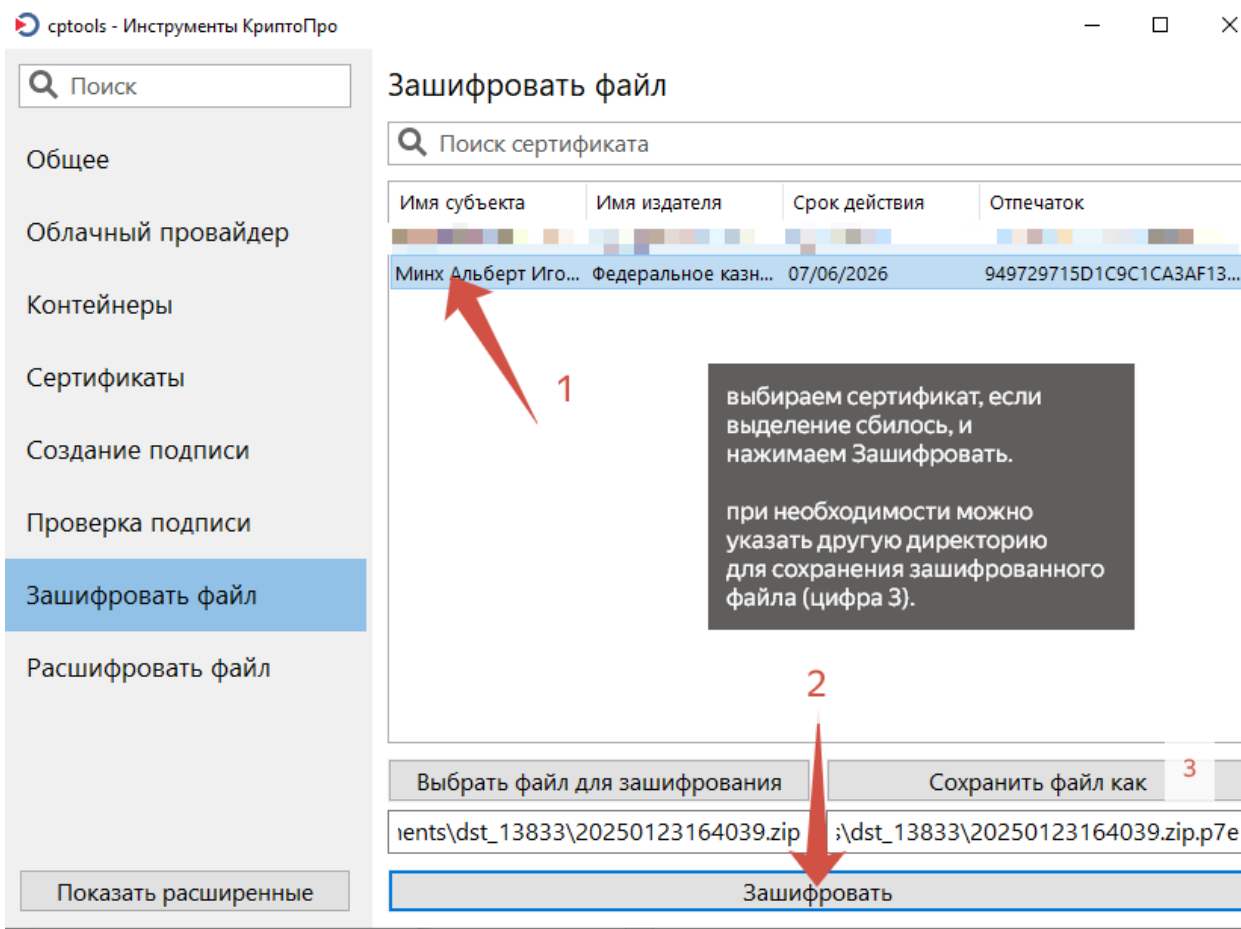 cptools - Инструменты КриптоПро
Поиск
Общее
Облачный провайдер
Контейнеры
Сертификаты
Создание подписи
Проверка подписи
Зашифровать файл
Расшифровать файл
Показать расширенные
Зашифровать файл
Поиск сертификата
Имя субъекта Имя издателя Срок действия Отпечаток
Минх Альберт Иго... Федеральное казн... 07/06/2026 949729715D1C9C1CA3AF13...
1
выбираем сертификат, если
выделение сбилось, и
нажимаем Зашифровать.
при необходимости можно
указать другую директорию
для сохранения зашифрованного
файла (цифра 3).
2
Выбрать файл для зашифрования Сохранить файл как 3
ents\dst_13833\20250123164039.zip s\dst_13833\20250123164039.zip.p7e
Зашифровать